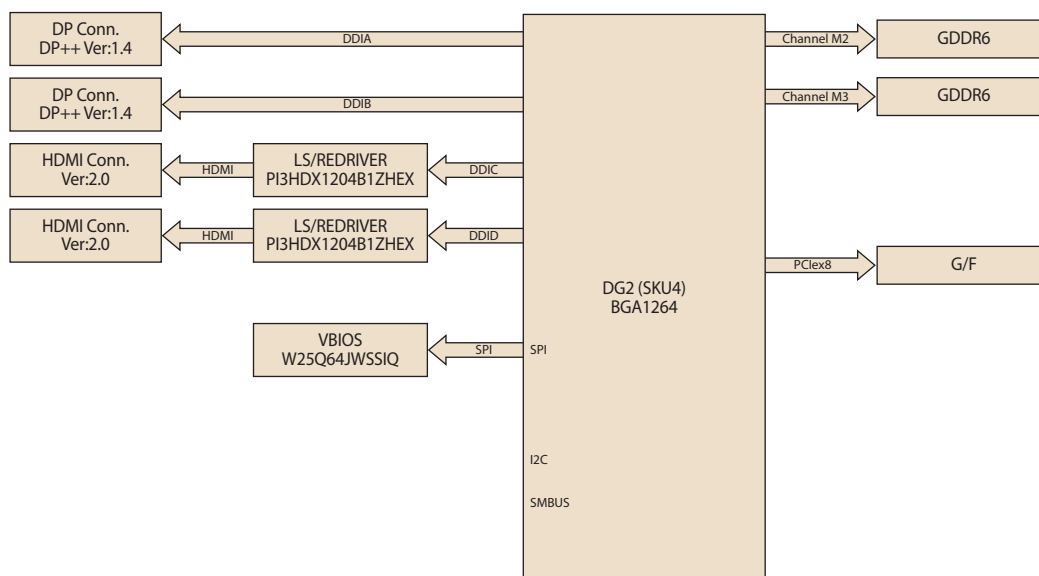 DP Conn.
DP++ Ver:1.4
DDIA
Channel M2
GDDR6
DP Conn.
DP++ Ver:1.4
DDIB
Channel M3
GDDR6
HDMI Conn.
Ver:2.0
HDMI
LS/REDRIVER
PI3HDX1204B1ZHEX
DDIC
HDMI Conn.
Ver:2.0
HDMI
LS/REDRIVER
PI3HDX1204B1ZHEX
DDID
PCIex8
G/F
DG2 (SKU4)
BGA1264
VBIOS
W25Q64JWSSIQ
SPI
SPI
I2C
SMBUS